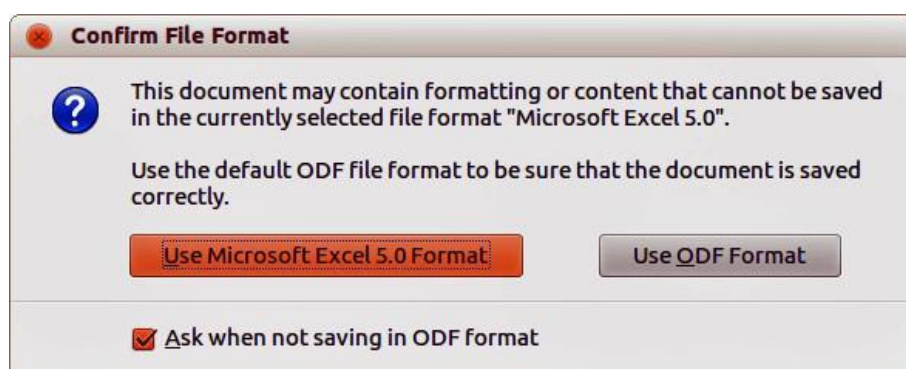 Confirm File Format
This document may contain formatting or content that cannot be saved
in the currently selected file format "Microsoft Excel 5.0".
Use the default ODF file format to be sure that the document is saved
correctly.
Use Microsoft Excel 5.0 Format
Use ODF Format
Ask when not saving in ODF format